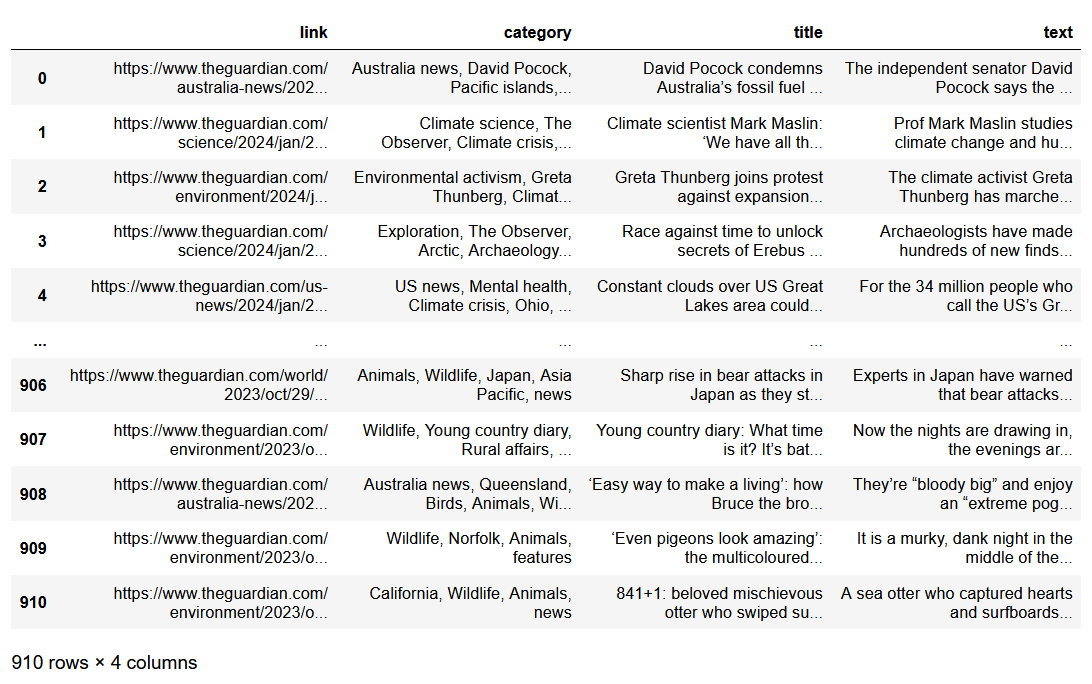 link category title text
0 https://www.theguardian.com/ Australia news, David Pocock, David Pocock condemns The independent senator David
australia-news/202... Pacific islands,... Australia’s fossil fuel ... Pocock says the ...
1 https://www.theguardian.com/ Climate science, The Climate scientist Mark Maslin: Prof Mark Maslin studies
science/2024/jan/2... Observer, Climate crisis,... ‘We have all th... climate change and hu...
2 https://www.theguardian.com/ Environmental activism, Greta Greta Thunberg joins protest The climate activist Greta
environment/2024/j... Thunberg, Climat... against expansion... Thunberg has marche...
3 https://www.theguardian.com/ Exploration, The Observer, Race against time to unlock Archaeologists have made
science/2024/jan/2... Arctic, Archaeology... secrets of Erebus ... hundreds of new finds...
4 https://www.theguardian.com/us- US news, Mental health, Constant clouds over US Great For the 34 million people who
news/2024/jan/2... Climate crisis, Ohio, ... Lakes area could... call the US’s Gr...
... ... ... ... ...
906 https://www.theguardian.com/world/ Animals, Wildlife, Japan, Asia Sharp rise in bear attacks in Experts in Japan have warned
2023/oct/29/... Pacific, news Japan as they st... that bear attacks...
907 https://www.theguardian.com/ Wildlife, Young country diary, Young country diary: What time Now the nights are drawing in,
environment/2023/o... Rural affairs, ... is it? It’s bat... the evenings ar...
908 https://www.theguardian.com/ Australia news, Queensland, ‘Easy way to make a living’: how They’re “bloody big” and enjoy
australia-news/202... Birds, Animals, Wi... Bruce the bro... an “extreme pog...
909 https://www.theguardian.com/ Wildlife, Norfolk, Animals, ‘Even pigeons look amazing’: It is a murky, dank night in the
environment/2023/o... features the multicoloured... middle of the...
910 https://www.theguardian.com/ California, Wildlife, Animals, 841+1: beloved mischievous A sea otter who captured hearts
environment/2023/o... news otter who swiped su... and surfboards...
910 rows × 4 columns